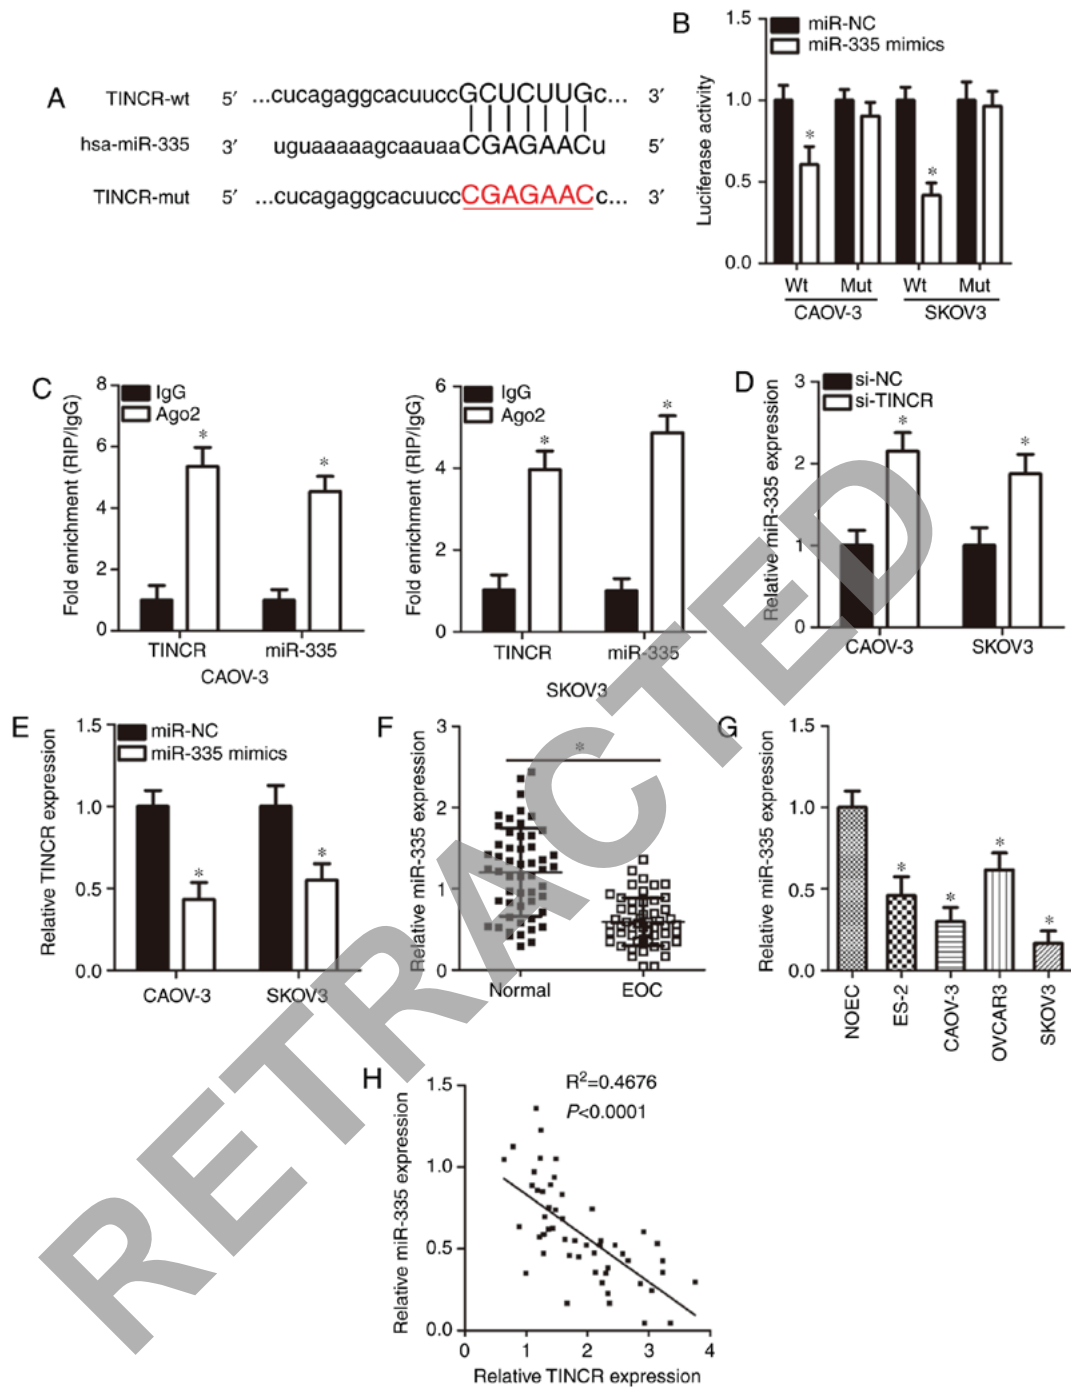 A
TINCR-wt 5′ ...cucagaggcacuuccGCUCUUGc... 3′
hsa-miR-335 3′ uguaaaaagcaauaaCGAGAACu 5′
TINCR-mut 5′ ...cucagaggcacuuccCGAGAACc... 3′
B
miR-NC
miR-335 mimics
Luciferase activity
1.5
1.0
0.5
0.0
*
*
Wt Mut Wt Mut
CAOV-3 SKOV3
C
IgG
Ago2
Fold enrichment (RIP/IgG)
8
6
4
2
0
*
*
TINCR miR-335
CAOV-3
IgG
Ago2
Fold enrichment (RIP/IgG)
6
4
2
0
*
*
TINCR miR-335
SKOV3
D
si-NC
si-TINCR
Relative miR-335 expression
3
2
1
0
*
*
CAOV-3 SKOV3
E
miR-NC
miR-335 mimics
Relative TINCR expression
1.5
1.0
0.5
0.0
*
*
CAOV-3 SKOV3
F
Relative miR-335 expression
3
2
1
0
*
Normal EOC
G
Relative miR-335 expression
1.5
1.0
0.5
0.0
*
*
*
*
NOEC
ES-2
CAOV-3
OVCAR3
SKOV3
H
R²=0.4676
P<0.0001
Relative miR-335 expression
1.5
1.0
0.5
0.0
0 1 2 3 4
Relative TINCR expression
RETRACTED